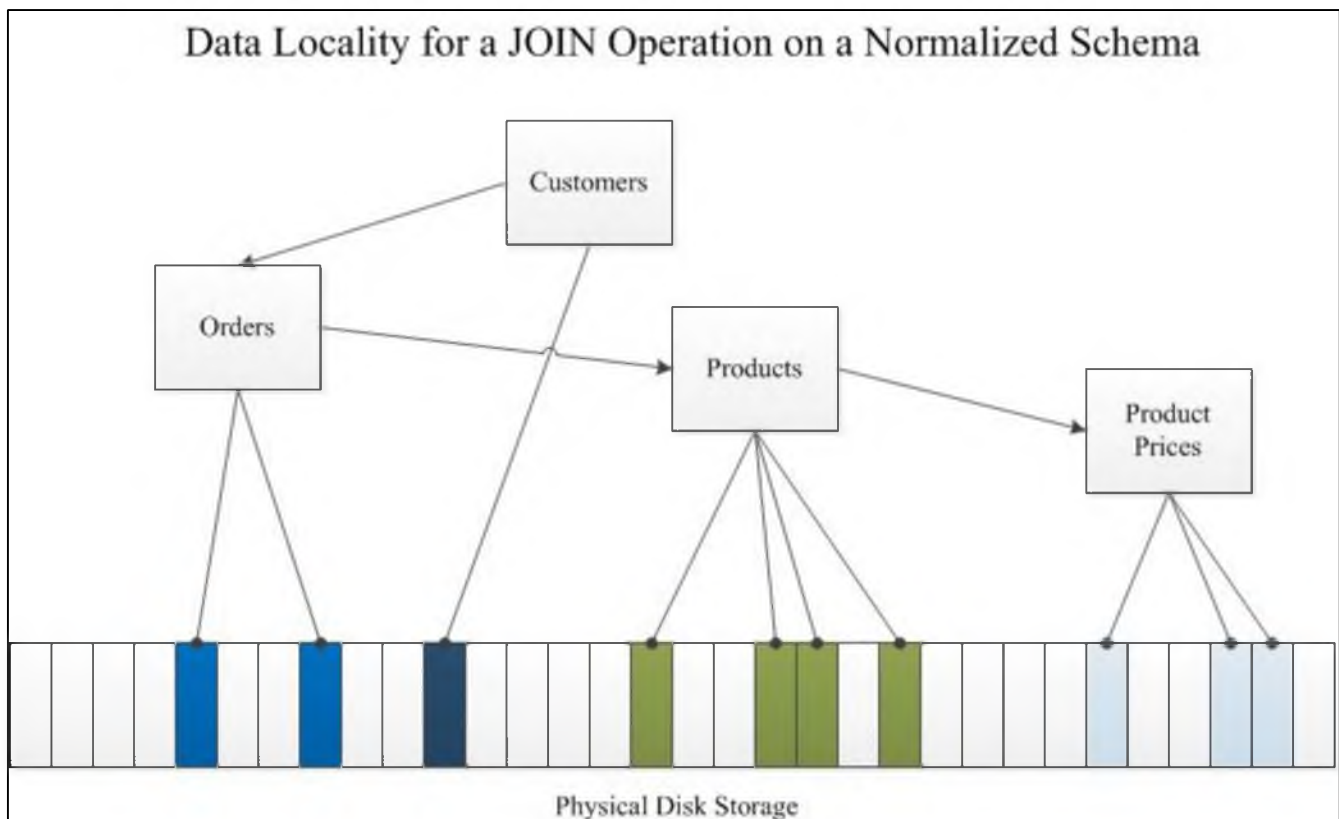 Data Locality for a JOIN Operation on a Normalized Schema
Customers
Orders
Products
Product
Prices
Physical Disk Storage